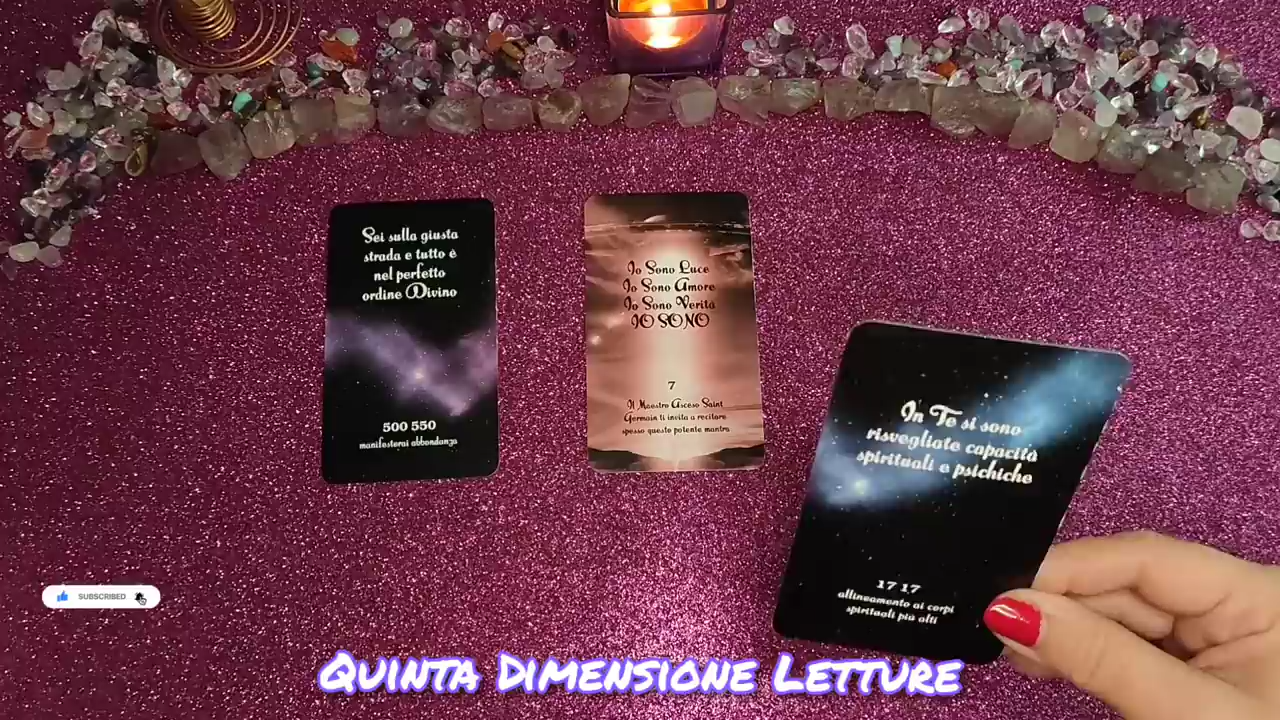 Sei sulla giusta
strada e tutto è
nel perfetto
ordine Divino
500 550
manifesterai abbondanza
Io Sono Luce
Io Sono Amore
Io Sono Verità
IO SONO
7
Il Maestro Asceso Saint
Germain ti invita a recitare
spesso questo potente mantra
In Te si sono
risvegliate capacità
spirituali e psichiche
17 17
allineamento ai corpi
spirituali più alti
SUBSCRIBED
QUINTA DIMENSIONE LETTURE